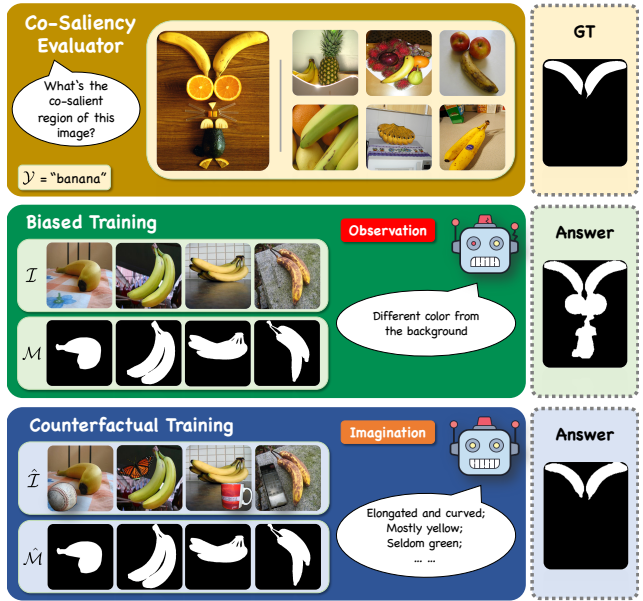 Co-Saliency
Evaluator
What's the
co-salient
region of this
image?
𝒴 = "banana"
GT
Biased Training
Observation
ℐ
ℳ
Different color from
the background
Answer
Counterfactual Training
Imagination
ℐ̂
ℳ̂
Elongated and curved;
Mostly yellow;
Seldom green;
... ...
Answer